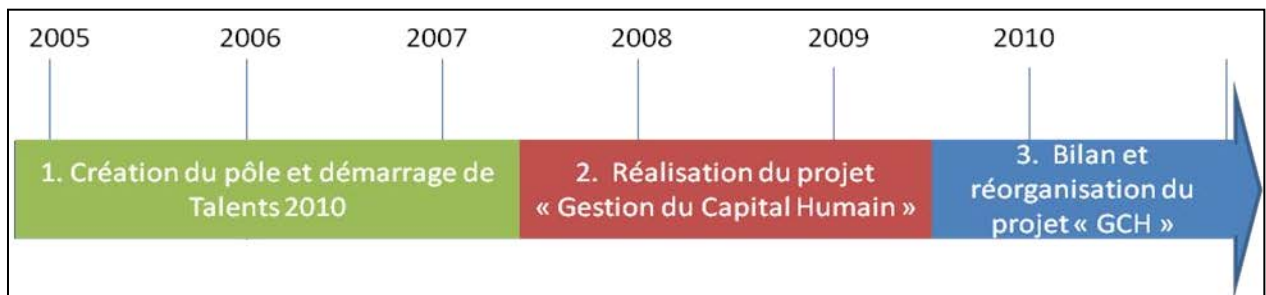 2005 2006 2007 2008 2009 2010
1. Création du pôle et démarrage de
Talents 2010
2. Réalisation du projet
« Gestion du Capital Humain »
3. Bilan et
réorganisation du
projet « GCH »